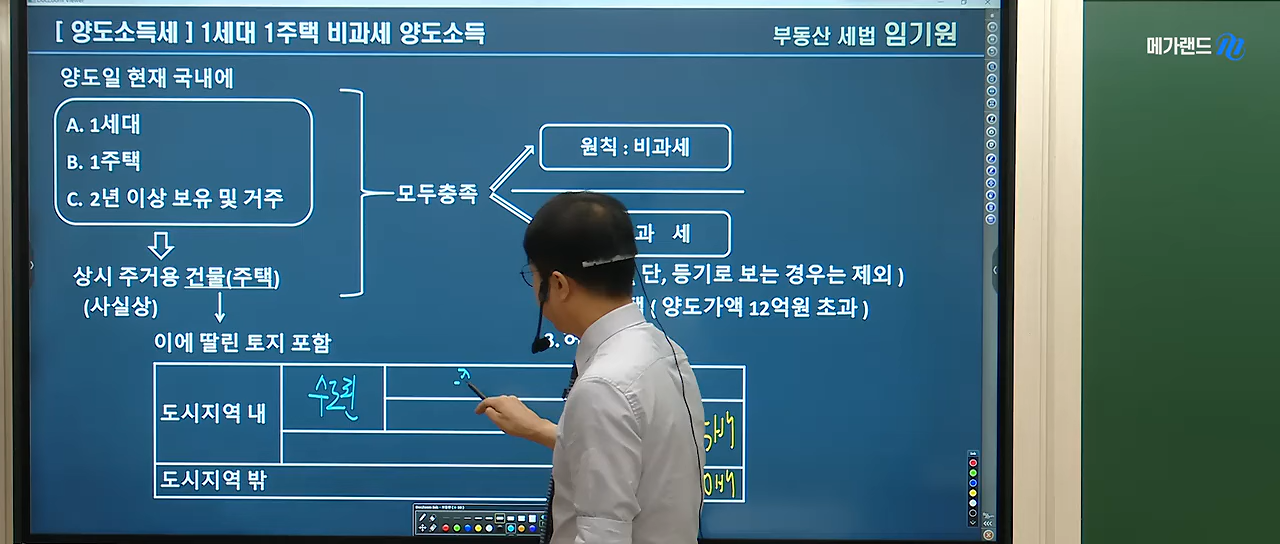 [ 양도소득세 ] 1세대 1주택 비과세 양도소득
부동산 세법 임기원
메가랜드
양도일 현재 국내에
A. 1세대
B. 1주택
C. 2년 이상 보유 및 거주
모두충족
원칙 : 비과세
과 세
단, 등기로 보는 경우는 제외 )
( 양도가액 12억원 초과 )
상시 주거용 건물(주택)
(사실상)
이에 딸린 토지 포함
도시지역 내
수도권
5배
도시지역 밖
10배